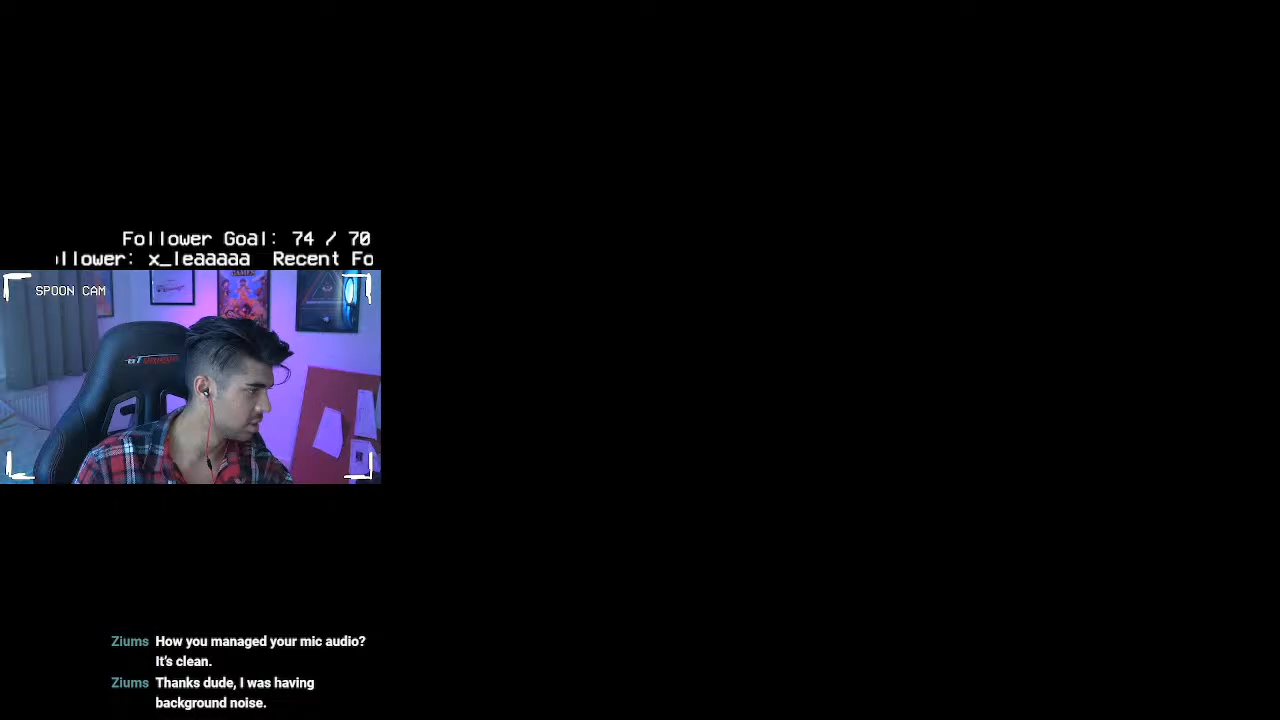 Follower Goal: 74 / 70
llower: x_leaaaaa Recent Fo
SPOON CAM
GT
Ziums How you managed your mic audio?
It's clean.
Ziums Thanks dude, I was having
background noise.